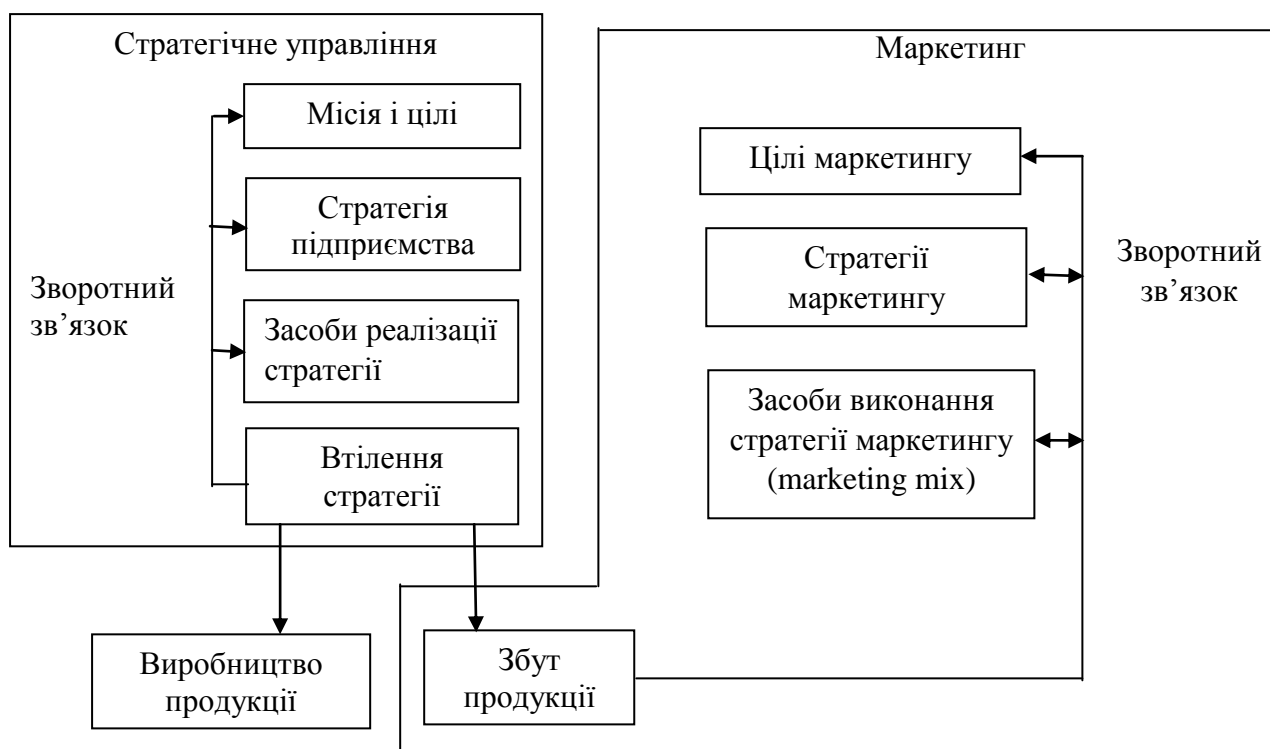 Стратегічне управління
Місія і цілі
Стратегія
підприємства
Зворотний
зв’язок
Засоби реалізації
стратегії
Втілення
стратегії
Виробництво
продукції
Збут
продукції
Маркетинг
Цілі маркетингу
Стратегії
маркетингу
Зворотний
зв’язок
Засоби виконання
стратегії маркетингу
(marketing mix)